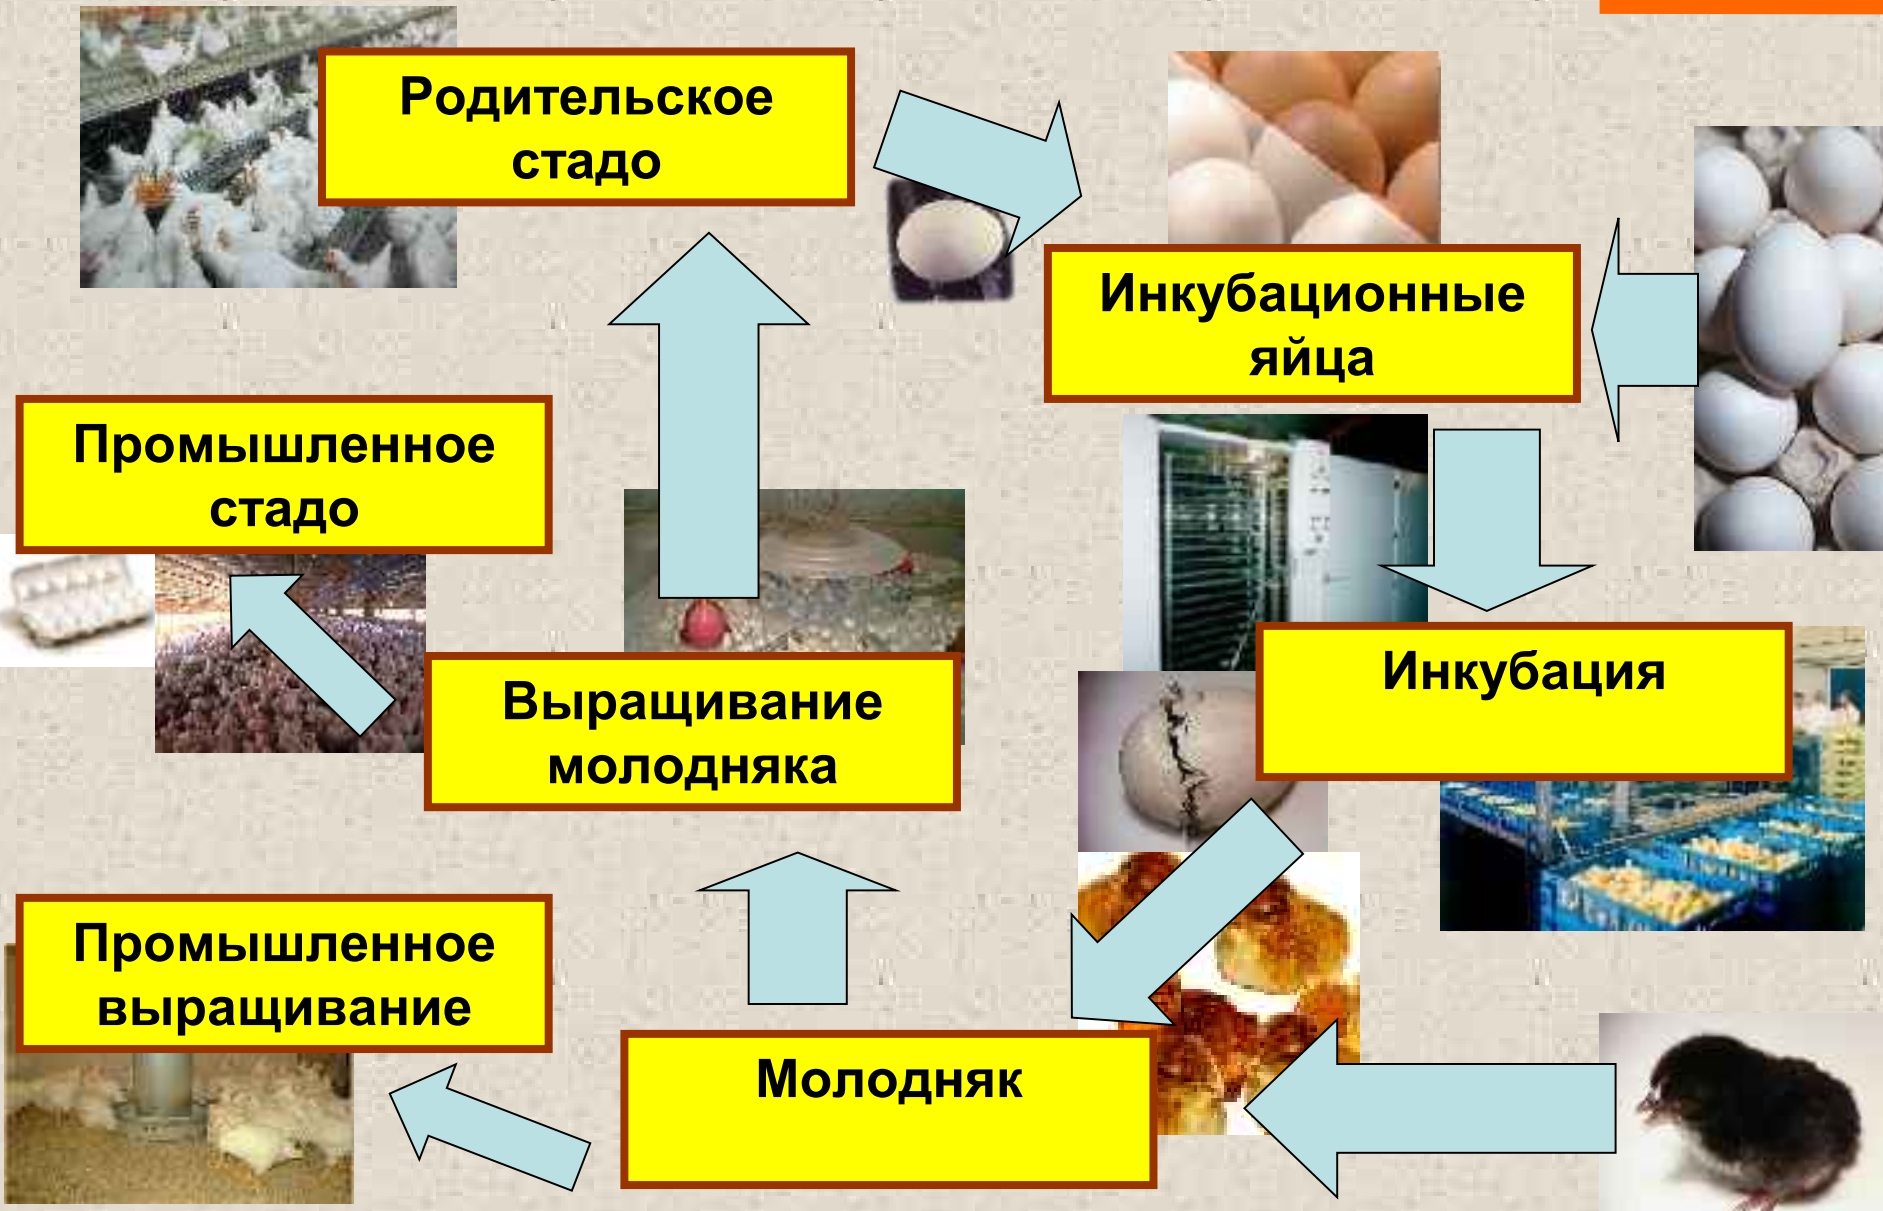 Родительское
стадо
Инкубационные
яйца
Промышленное
стадо
Инкубация
Выращивание
молодняка
Промышленное
выращивание
Молодняк